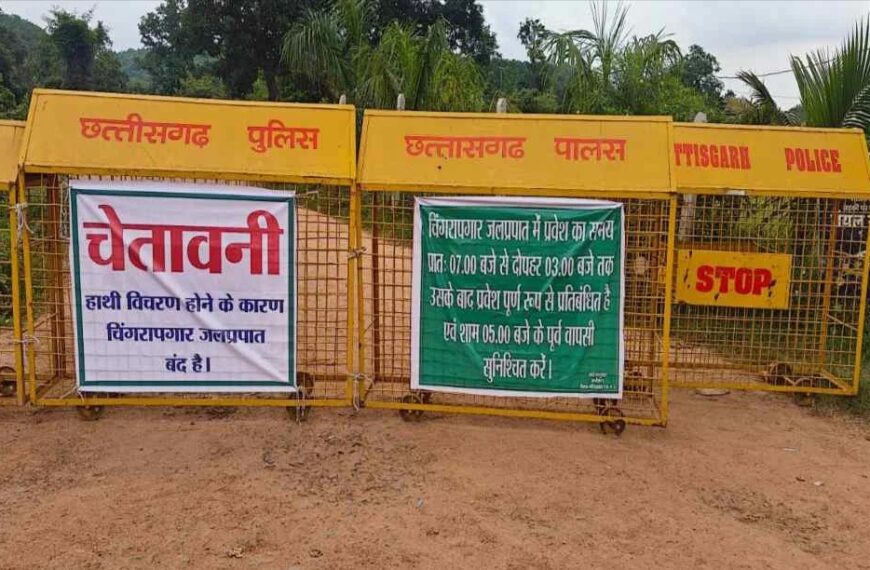 छत्तीसगढ़ पुलिस
चेतावनी
हाथी विचरण होने के कारण
चिंगरापगार जलप्रपात
बंद है।
छत्तासगढ पालस
चिंगरापगार जलप्रपात में प्रवेश का समय
प्रातः 07.00 बजे से दोपहर 03.00 बजे तक
उसके बाद प्रवेश पूर्ण रूप से प्रतिबंधित है
एवं शाम 05.00 बजे के पूर्व वापसी
सुनिश्चित करें।
TTISGARH POLICE
STOP